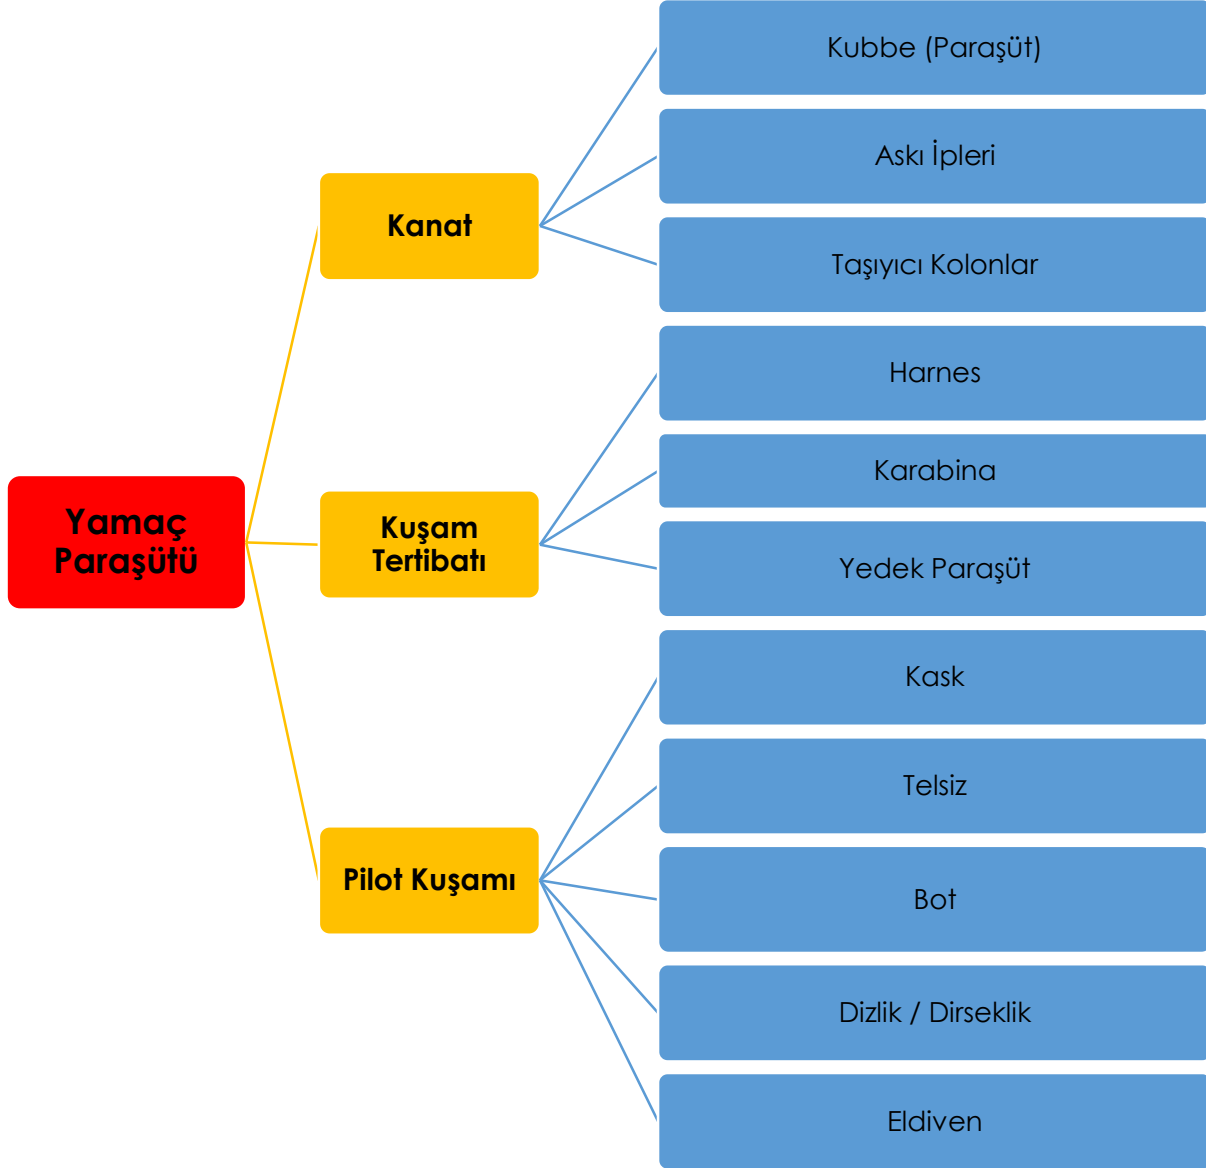 Yamaç
Paraşütü
Kanat
Kubbe (Paraşüt)
Askı İpleri
Taşıyıcı Kolonlar
Kuşam
Tertibatı
Harnes
Karabina
Yedek Paraşüt
Pilot Kuşamı
Kask
Telsiz
Bot
Dizlik / Dirseklik
Eldiven